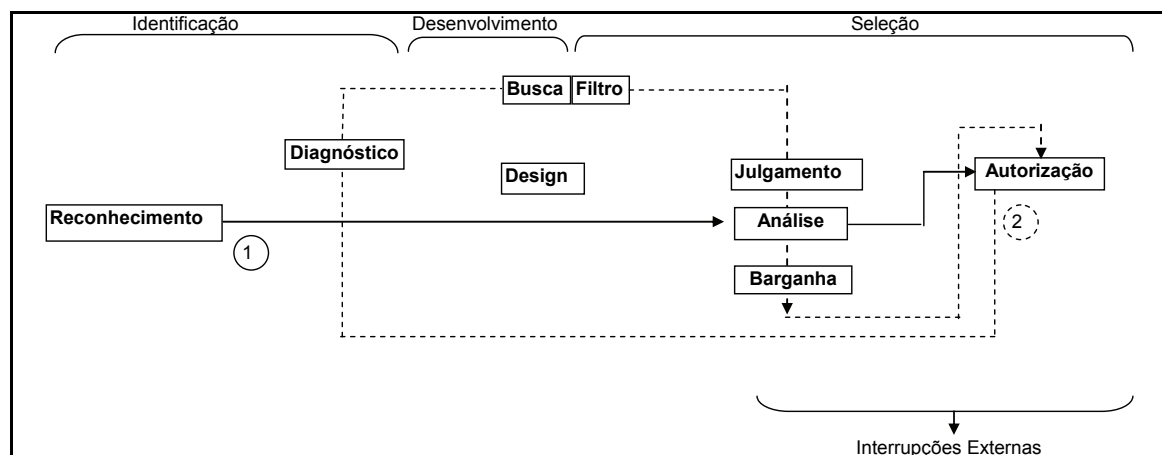 Identificação
Desenvolvimento
Seleção
Busca
Filtro
Diagnóstico
Design
Julgamento
Autorização
Reconhecimento
Análise
1
2
Barganha
Interrupções Externas